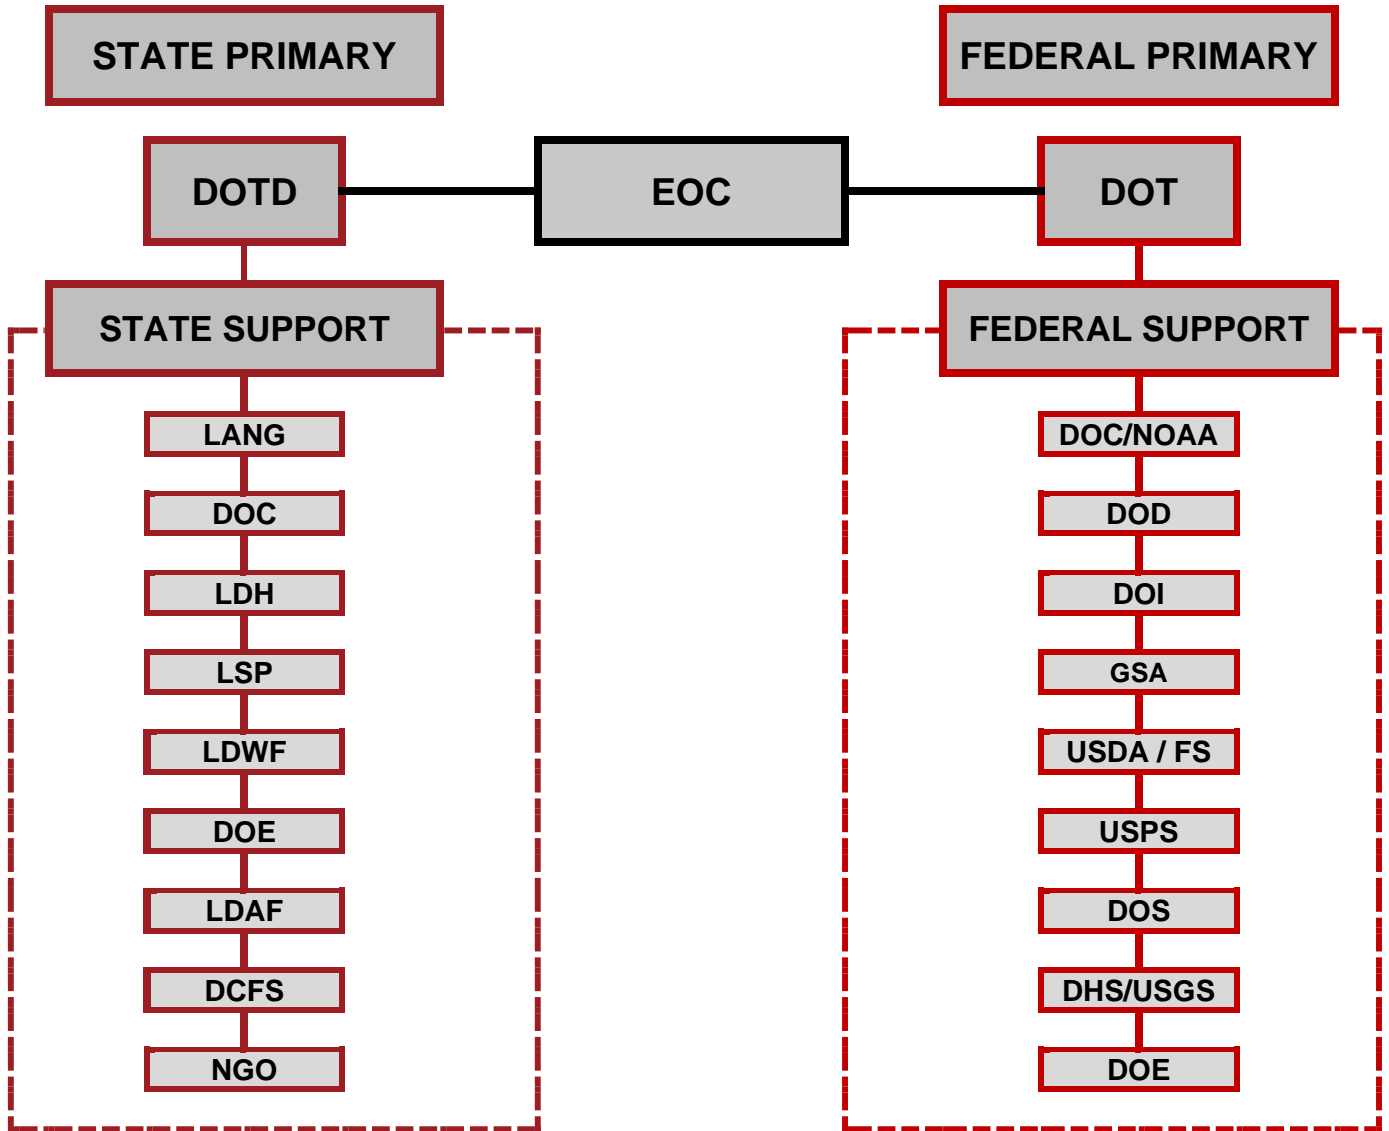 STATE PRIMARY
FEDERAL PRIMARY
DOTD
EOC
DOT
STATE SUPPORT
FEDERAL SUPPORT
LANG
DOC
LDH
LSP
LDWF
DOE
LDAF
DCFS
NGO
DOC/NOAA
DOD
DOI
GSA
USDA / FS
USPS
DOS
DHS/USGS
DOE